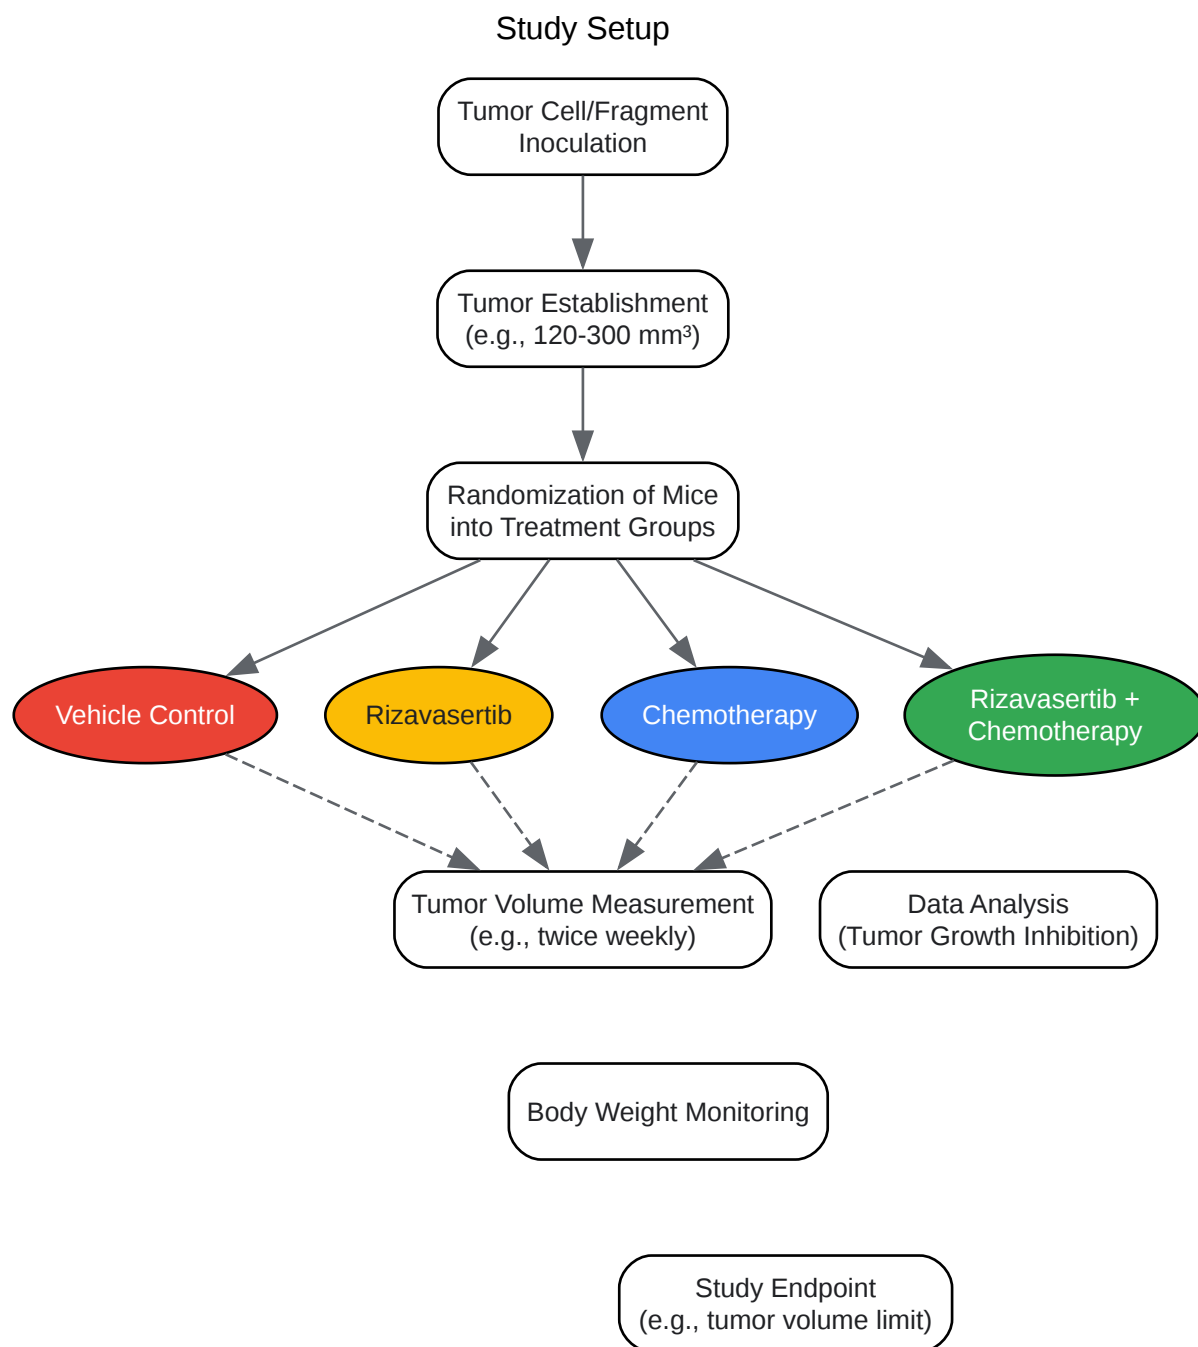 Study Setup
Tumor Cell/Fragment
Inoculation
Tumor Establishment
(e.g., 120-300 mm³)
Randomization of Mice
into Treatment Groups
Vehicle Control
Rizavasertib
Chemotherapy
Rizavasertib +
Chemotherapy
Tumor Volume Measurement
(e.g., twice weekly)
Data Analysis
(Tumor Growth Inhibition)
Body Weight Monitoring
Study Endpoint
(e.g., tumor volume limit)